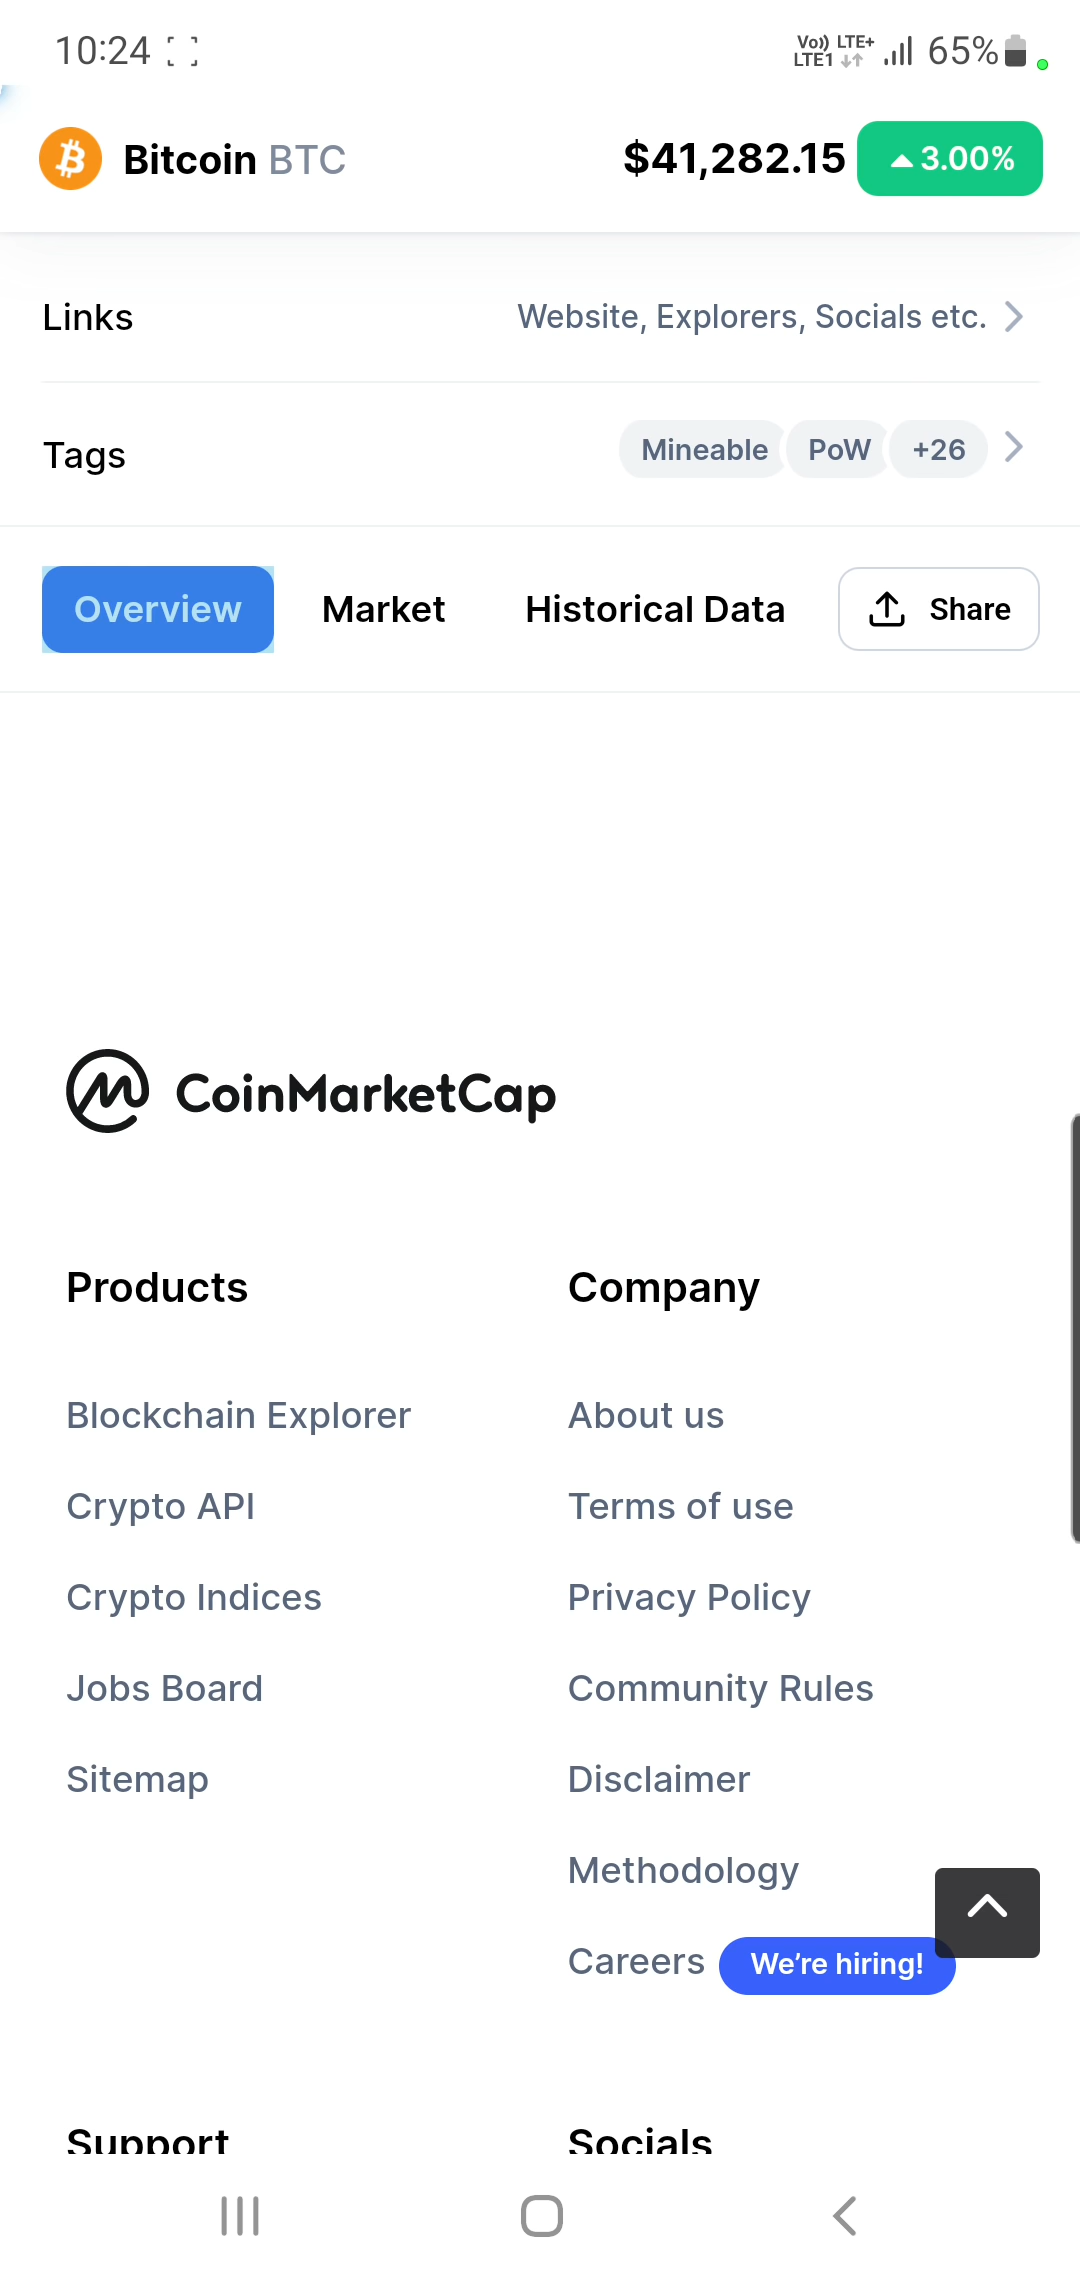 10:24
Vo)) LTE+
LTE1
65%
Bitcoin BTC $41,282.15 3.00%
Links Website, Explorers, Socials etc.
Tags Mineable PoW +26
Overview Market Historical Data Share
CoinMarketCap
Products
Blockchain Explorer
Crypto API
Crypto Indices
Jobs Board
Sitemap
Company
About us
Terms of use
Privacy Policy
Community Rules
Disclaimer
Methodology
Careers We’re hiring!
Support
Socials